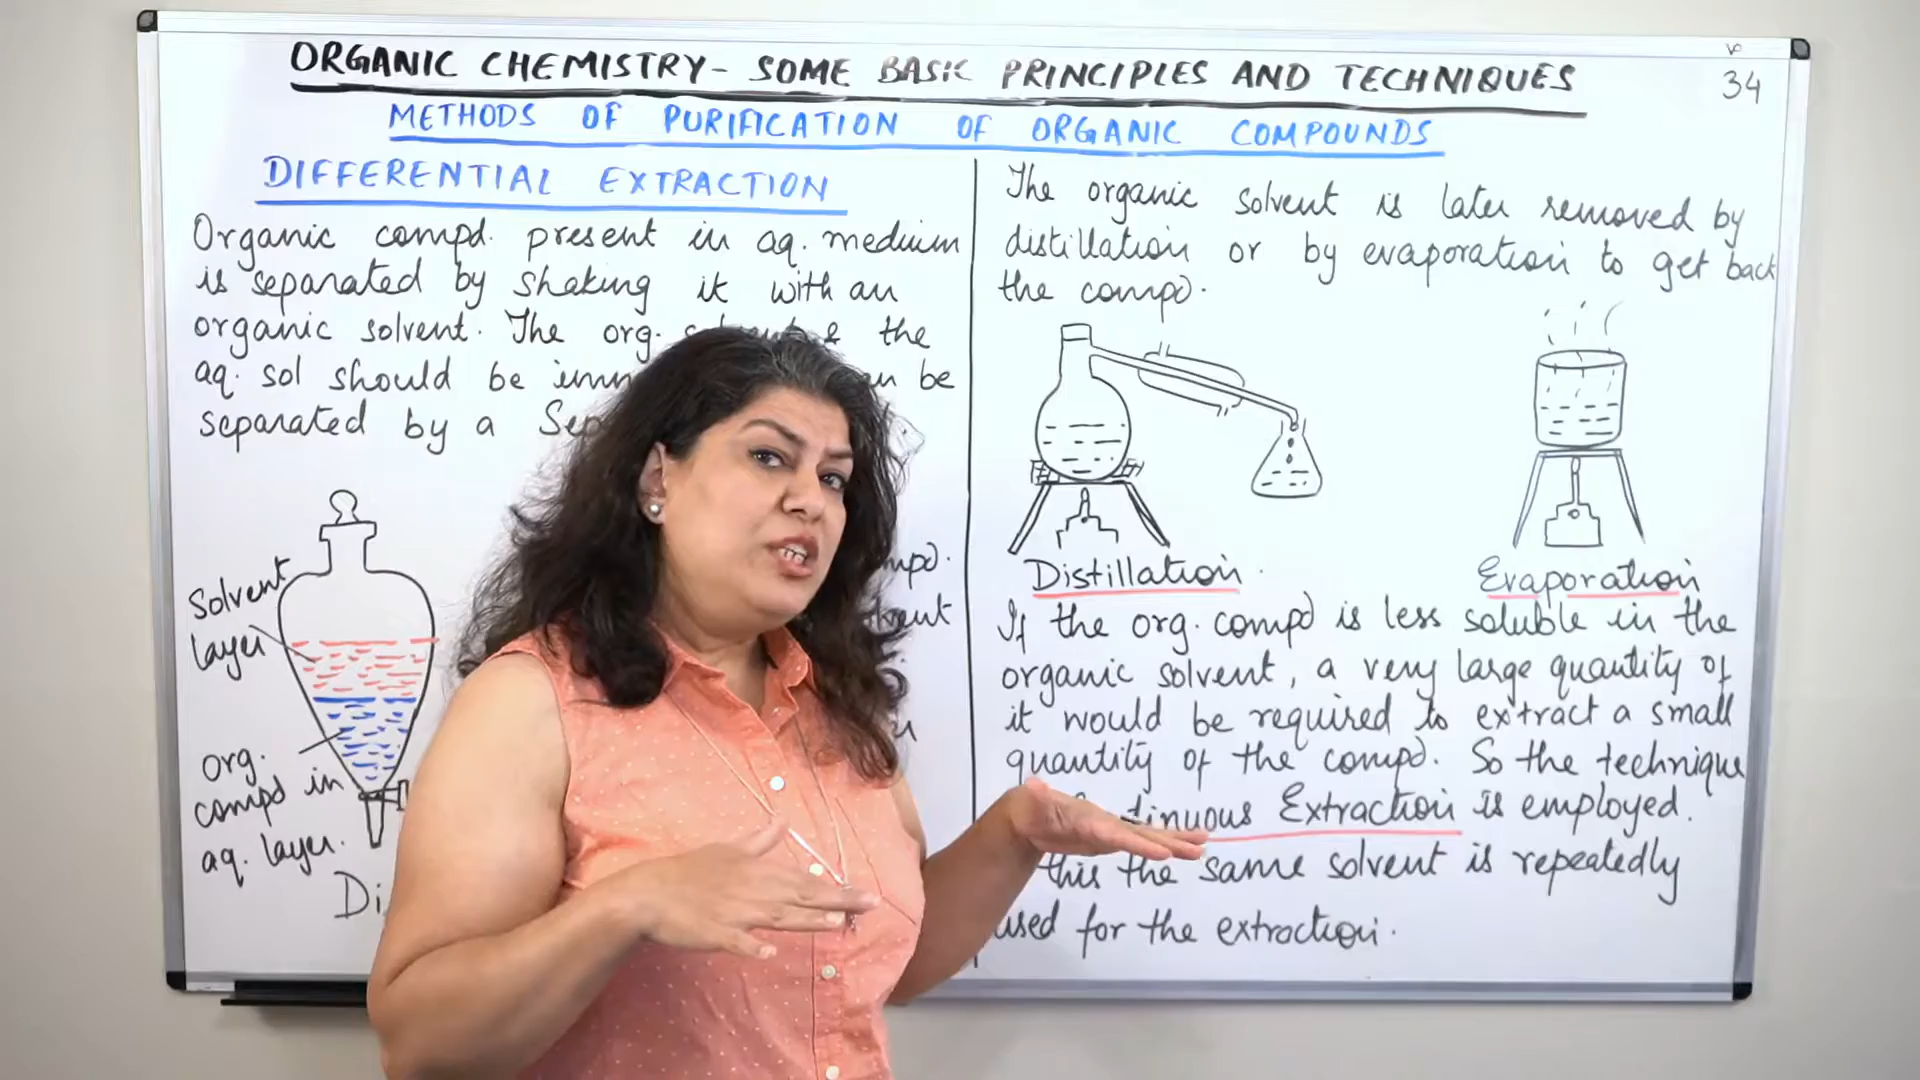 ORGANIC CHEMISTRY- SOME BASIC PRINCIPLES AND TECHNIQUES
34
METHODS OF PURIFICATION OF ORGANIC COMPOUNDS
DIFFERENTIAL EXTRACTION
Organic compd. present in aq. medium
is separated by shaking it with an
organic solvent. The org. & the
aq. sol should be be
separated by a
Solvent
layer
org.
compd in
aq. layer.
The organic solvent is later removed by
distillation or by evaporation to get back
the compd.
Distillation.
Evaporation
If the org. compd is less soluble in the
organic solvent, a very large quantity of
it would be required to extract a small
quantity of the compd. So the technique
Extraction is employed.
this the same solvent is repeatedly
used for the extraction.